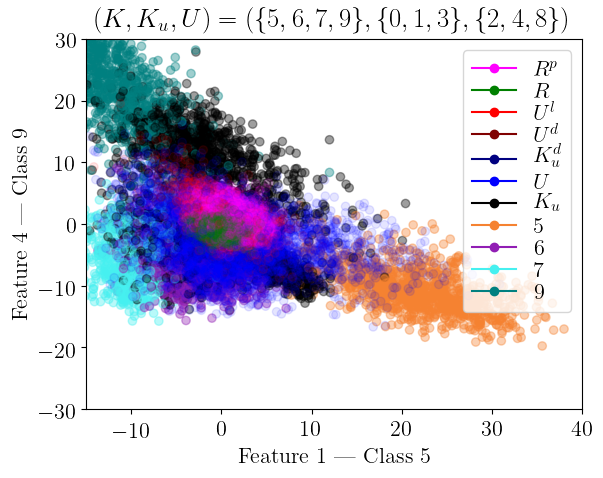 (K, K_u, U) = ({5, 6, 7, 9}, {0, 1, 3}, {2, 4, 8})
30
20
10
0
−10
−20
−30
Feature 4 — Class 9
R^p
R
U^l
U^d
K_u^d
U
K_u
5
6
7
9
−10
0
10
20
30
40
Feature 1 — Class 5